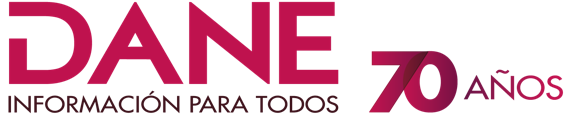 DANE
INFORMACIÓN PARA TODOS
70 AÑOS